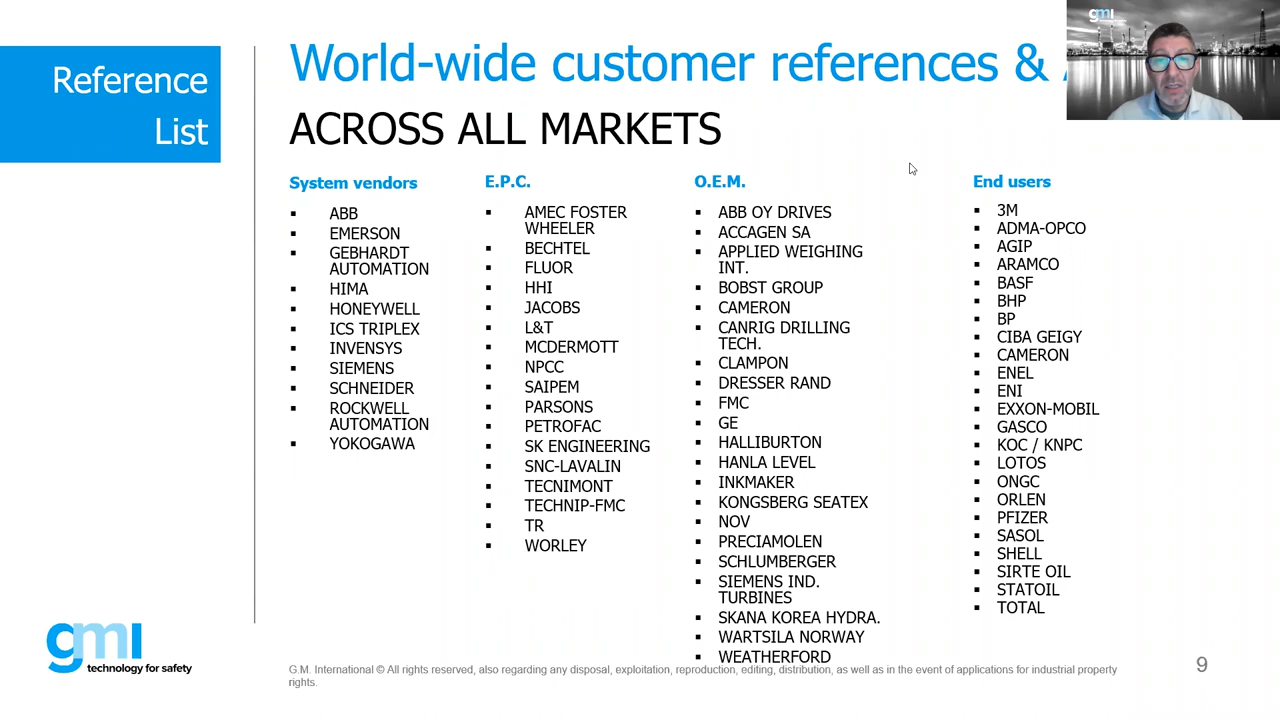 Reference
List
World-wide customer references &
ACROSS ALL MARKETS
gmi
System vendors
ABB
EMERSON
GEBHARDT
AUTOMATION
HIMA
HONEYWELL
ICS TRIPLEX
INVENSYS
SIEMENS
SCHNEIDER
ROCKWELL
AUTOMATION
YOKOGAWA
E.P.C.
AMEC FOSTER
WHEELER
BECHTEL
FLUOR
HHI
JACOBS
L&T
MCDERMOTT
NPCC
SAIPEM
PARSONS
PETROFAC
SK ENGINEERING
SNC-LAVALIN
TECNIMONT
TECHNIP-FMC
TR
WORLEY
O.E.M.
ABB OY DRIVES
ACCAGEN SA
APPLIED WEIGHING
INT.
BOBST GROUP
CAMERON
CANRIG DRILLING
TECH.
CLAMPON
DRESSER RAND
FMC
GE
HALLIBURTON
HANLA LEVEL
INKMAKER
KONGSBERG SEATEX
NOV
PRECIAMOLEN
SCHLUMBERGER
SIEMENS IND.
TURBINES
SKANA KOREA HYDRA.
WARTSILA NORWAY
WEATHERFORD
End users
3M
ADMA-OPCO
AGIP
ARAMCO
BASF
BHP
BP
CIBA GEIGY
CAMERON
ENEL
ENI
EXXON-MOBIL
GASCO
KOC / KNPC
LOTOS
ONGC
ORLEN
PFIZER
SASOL
SHELL
SIRTE OIL
STATOIL
TOTAL
gmi
technology for safety
G.M. International © All rights reserved, also regarding any disposal, exploitation, reproduction, editing, distribution, as well as in the event of applications for industrial property
rights.
9